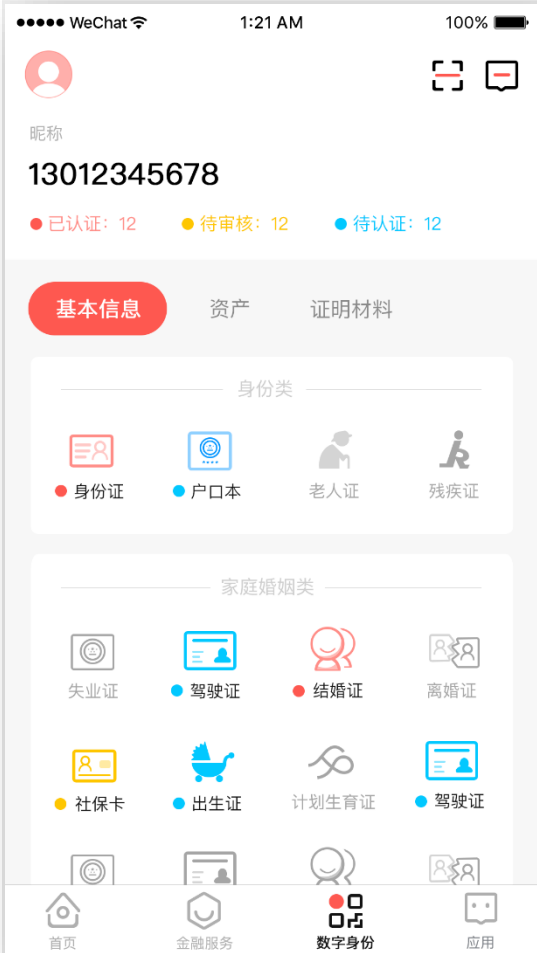 WeChat 1:21 AM 100%
昵称
13012345678
已认证：12 待审核：12 待认证：12
基本信息 资产 证明材料
身份类
身份证 户口本 老人证 残疾证
家庭婚姻类
失业证 驾驶证 结婚证 离婚证
社保卡 出生证 计划生育证 驾驶证
首页 金融服务 数字身份 应用